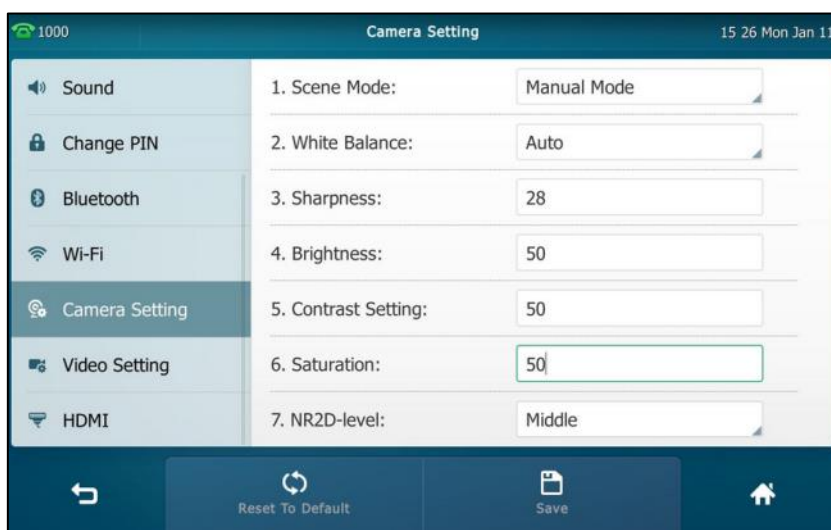 1000 Camera Setting 15 26 Mon Jan 11
Sound
Change PIN
Bluetooth
Wi-Fi
Camera Setting
Video Setting
HDMI
1. Scene Mode: Manual Mode
2. White Balance: Auto
3. Sharpness: 28
4. Brightness: 50
5. Contrast Setting: 50
6. Saturation: 50
7. NR2D-level: Middle
Reset To Default
Save